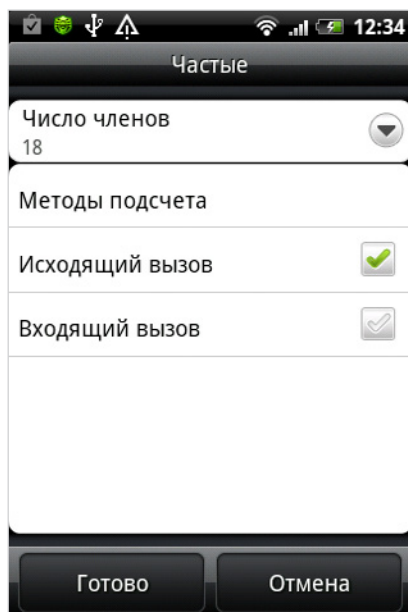 12:34
Частые
Число членов
18
Методы подсчета
Исходящий вызов
Входящий вызов
Готово
Отмена